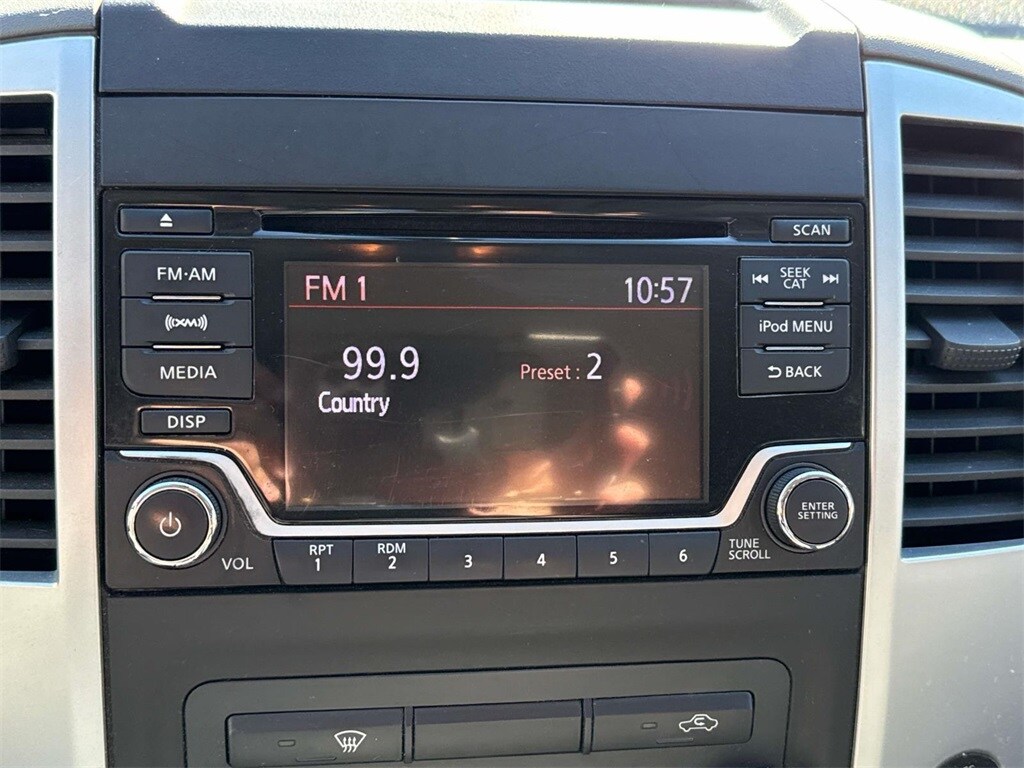 SCAN
FM·AM
FM 1
10:57
SEEK
CAT
(((XM)))
iPod MENU
99.9
Preset : 2
MEDIA
BACK
Country
DISP
ENTER
SETTING
VOL
RPT
1
RDM
2
3
4
5
6
TUNE
SCROLL